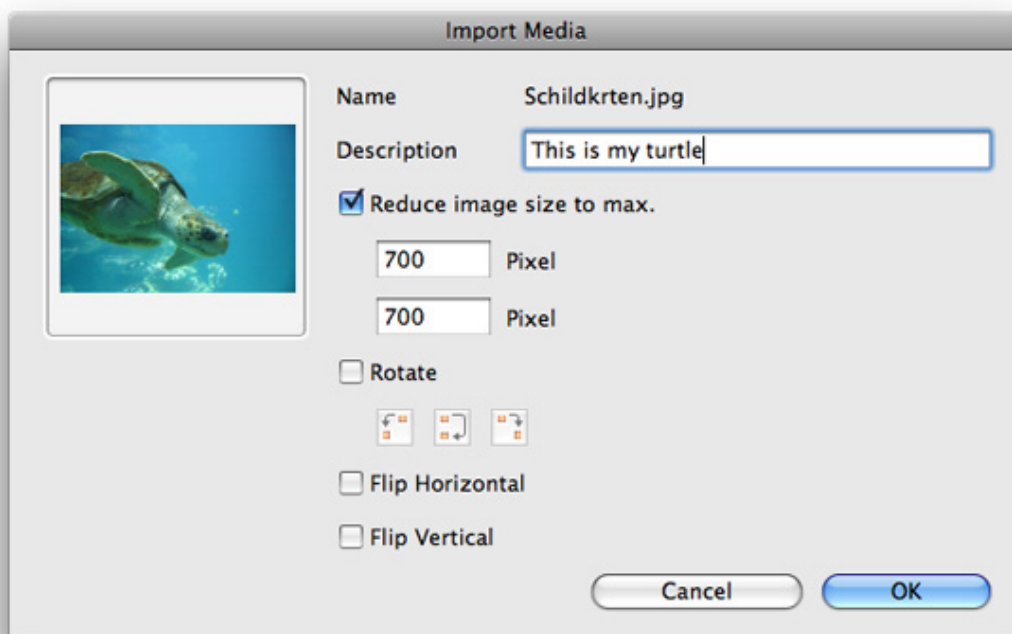 Import Media
Name Schildkrten.jpg
Description This is my turtle
Reduce image size to max.
700 Pixel
700 Pixel
Rotate
Flip Horizontal
Flip Vertical
Cancel OK